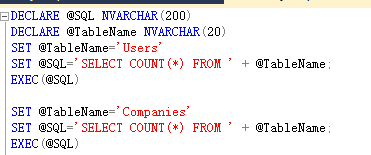 DECLARE @SQL NVARCHAR(200)
DECLARE @TableName NVARCHAR(20)
SET @TableName='Users'
SET @SQL='SELECT COUNT(*) FROM ' + @TableName;
EXEC(@SQL)
SET @TableName='Companies'
SET @SQL='SELECT COUNT(*) FROM ' + @TableName;
EXEC(@SQL)